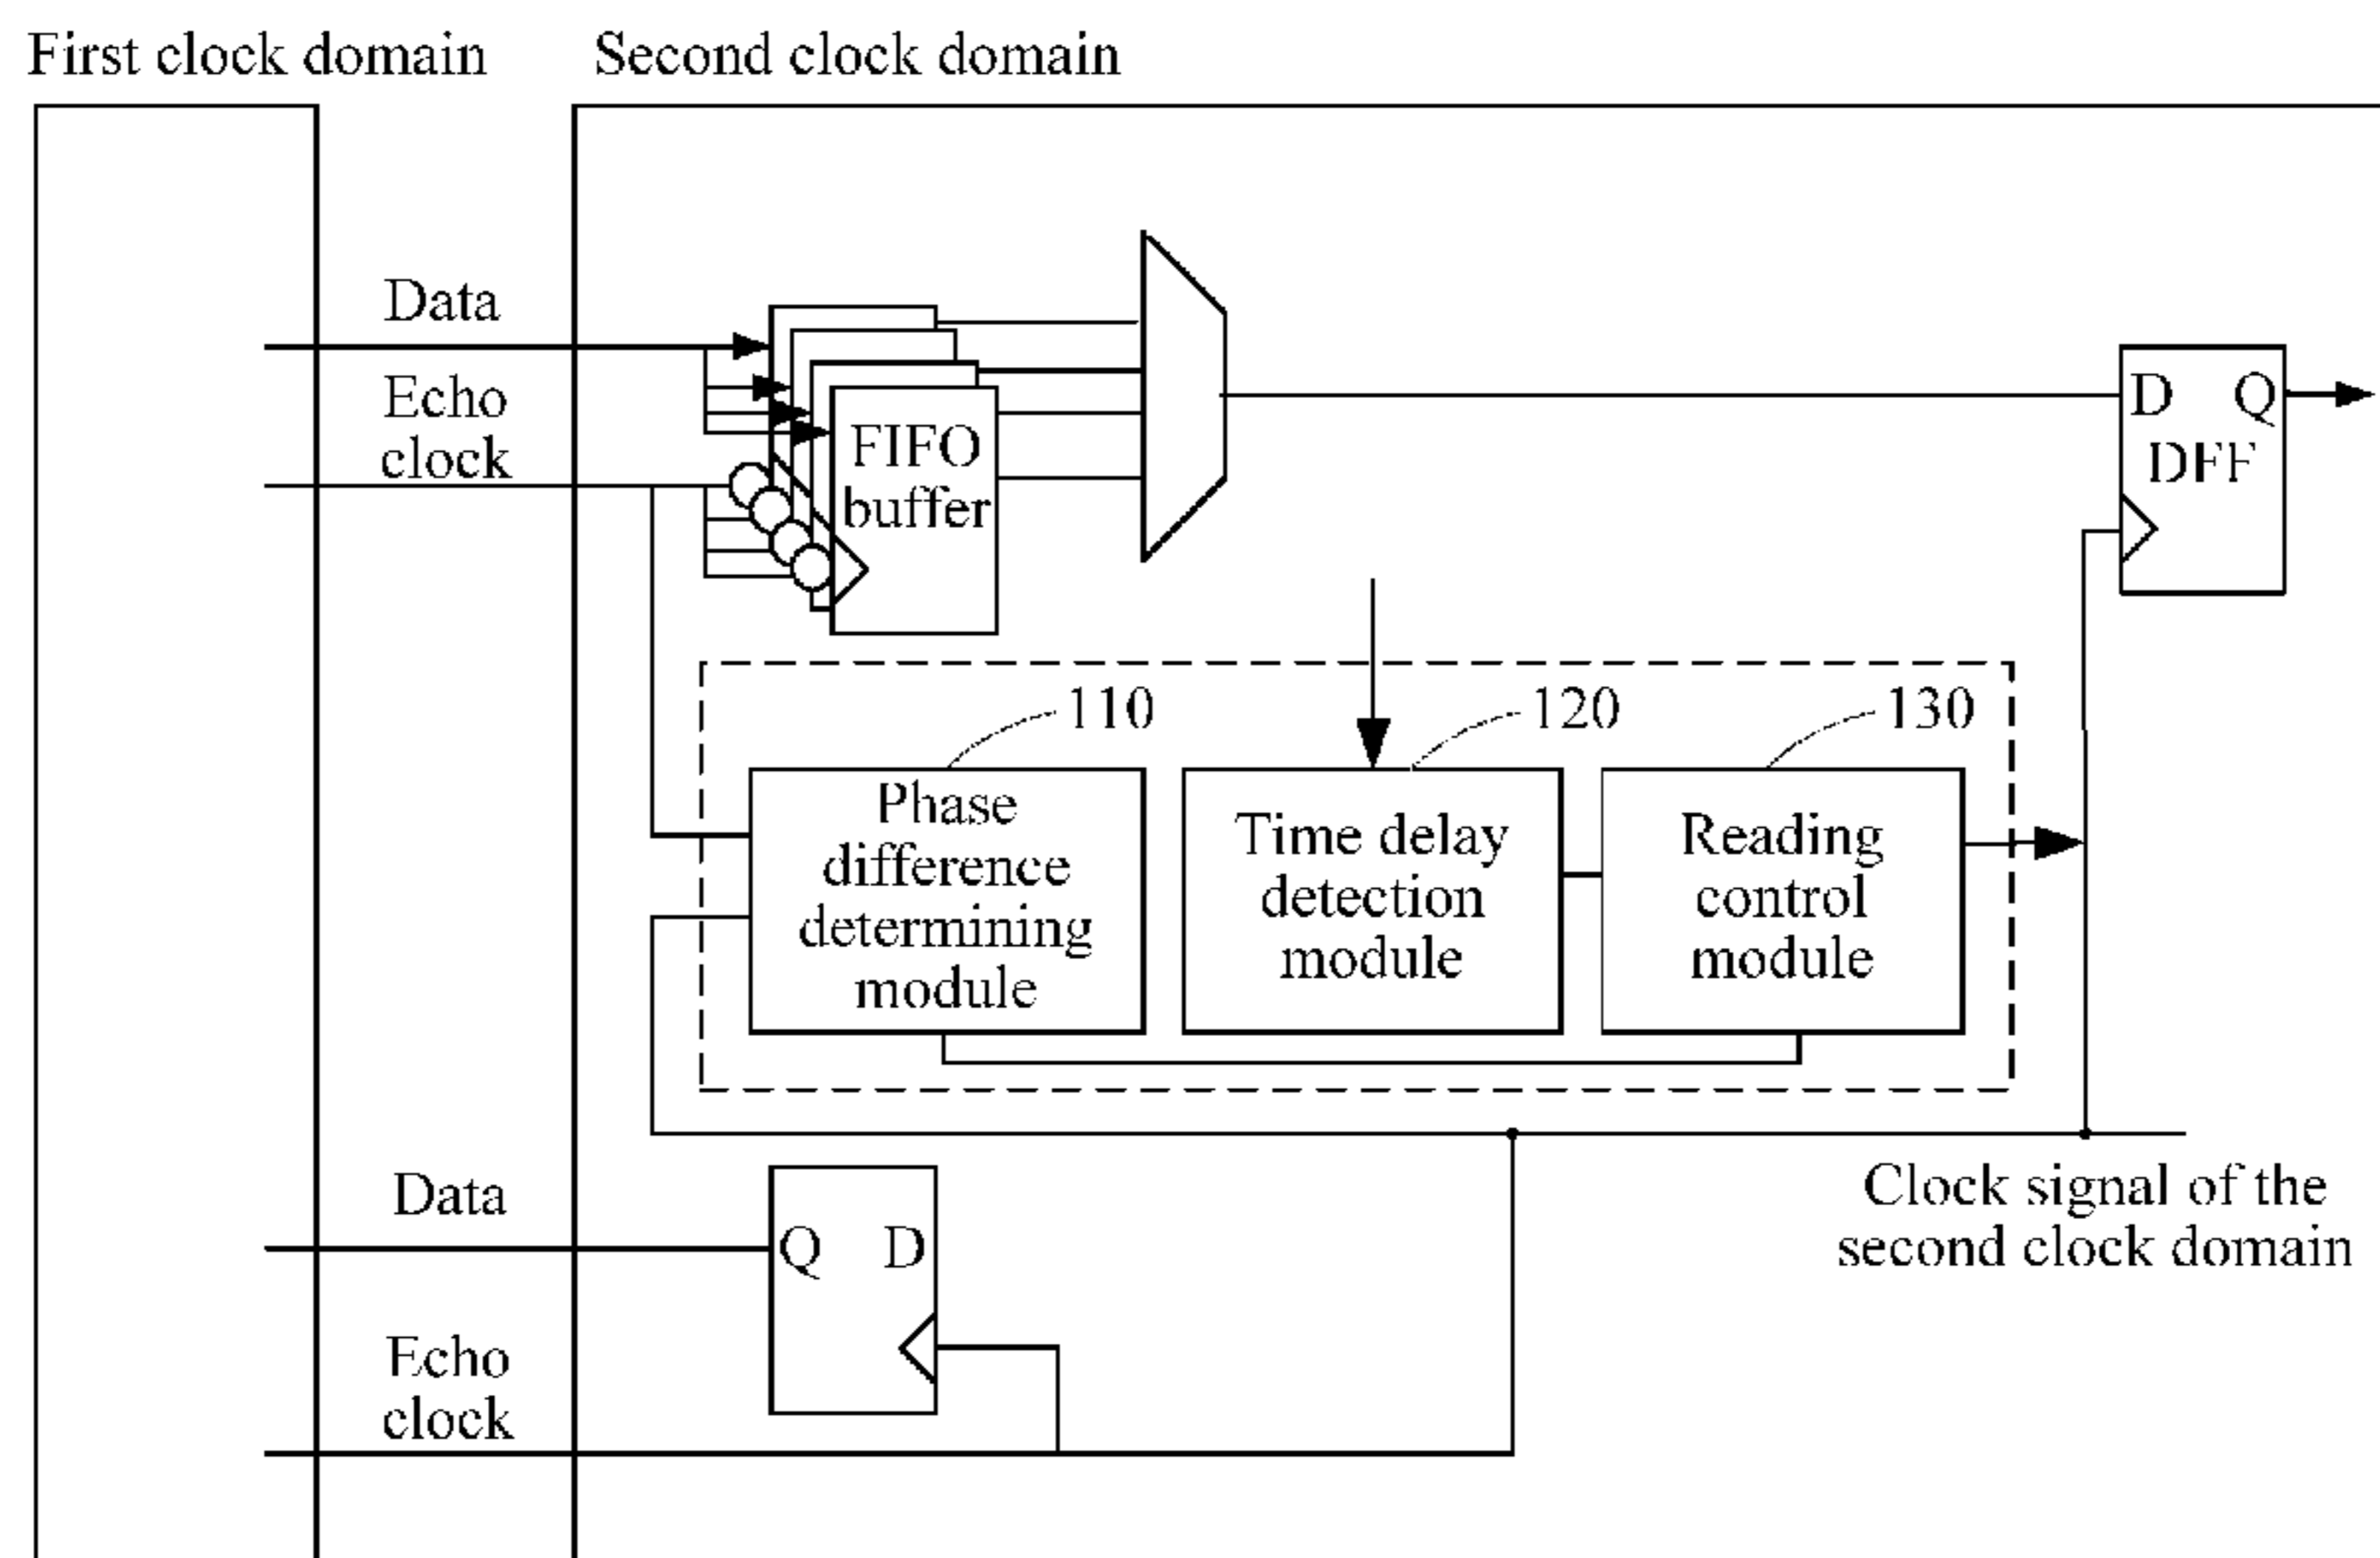 First clock domain
Second clock domain
Data
Echo
clock
FIFO
buffer
D Q
DFF
110
120
130
Phase
difference
determining
module
Time delay
detection
module
Reading
control
module
Clock signal of the
second clock domain
Data
Q D
Echo
clock